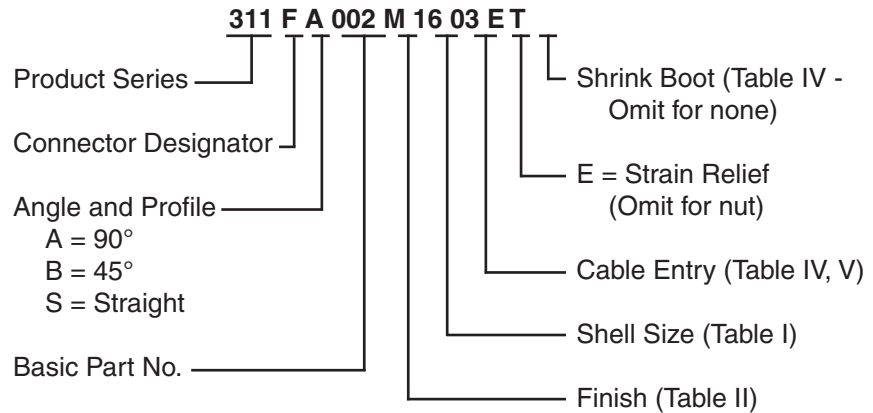 311 F A 002 M 16 03 E T
Product Series
Connector Designator
Angle and Profile
A = 90°
B = 45°
S = Straight
Basic Part No.
Shrink Boot (Table IV -
Omit for none)
E = Strain Relief
(Omit for nut)
Cable Entry (Table IV, V)
Shell Size (Table I)
Finish (Table II)